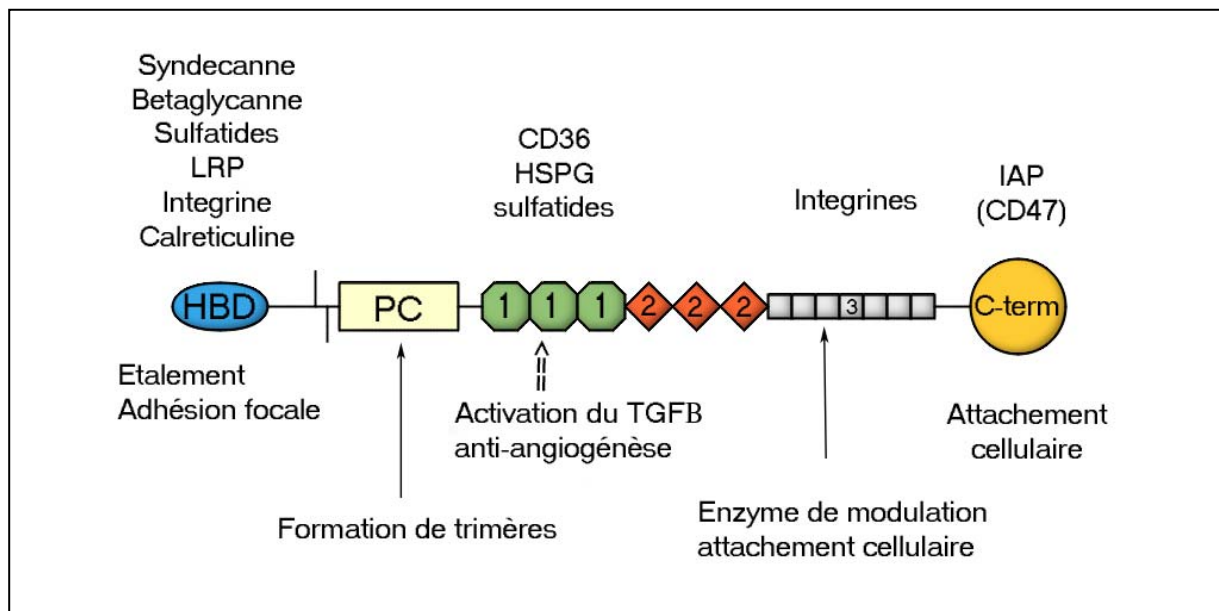 Syndecanne
Betaglycanne
Sulfatides
LRP
Integrine
Calreticuline
CD36
HSPG
sulfatides
Integrines
IAP
(CD47)
HBD
PC
1 1 1 2 2 2 3
C-term
Etalement
Adhésion focale
Activation du TGFB
anti-angiogénèse
Attachement
cellulaire
Formation de trimères
Enzyme de modulation
attachement cellulaire